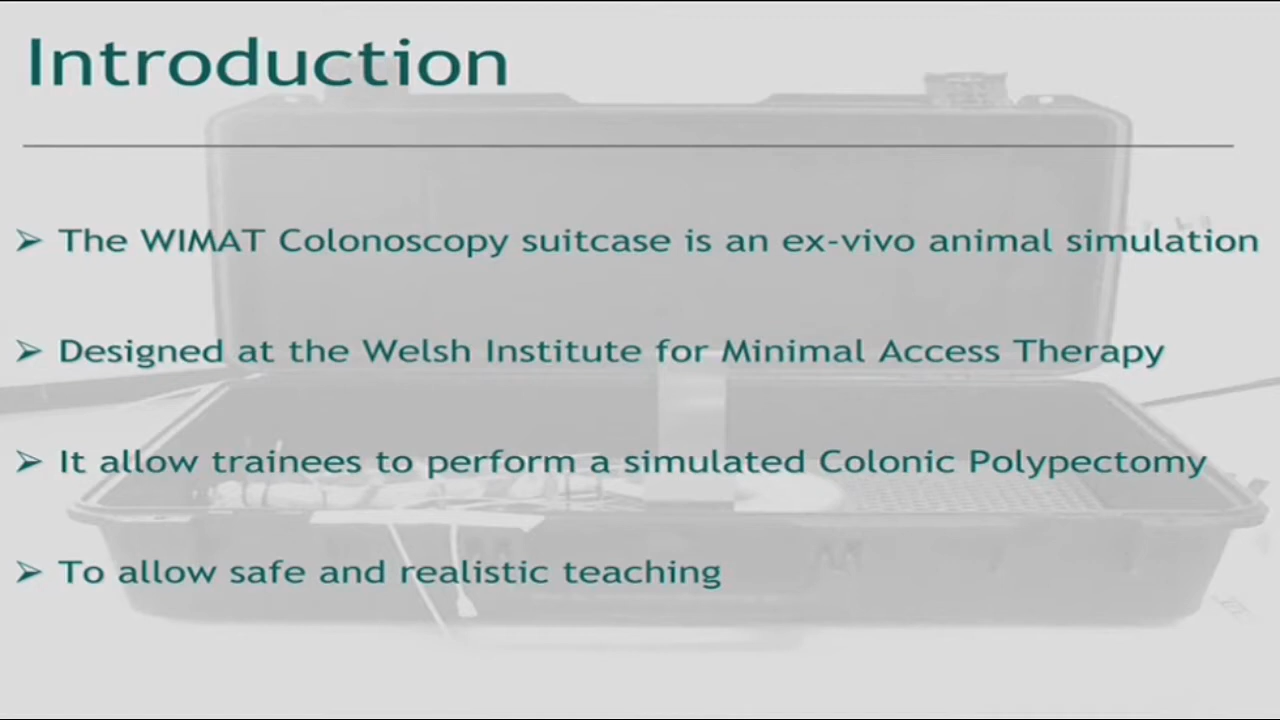 Introduction
➢ The WIMAT Colonoscopy suitcase is an ex-vivo animal simulation
➢ Designed at the Welsh Institute for Minimal Access Therapy
➢ It allow trainees to perform a simulated Colonic Polypectomy
➢ To allow safe and realistic teaching